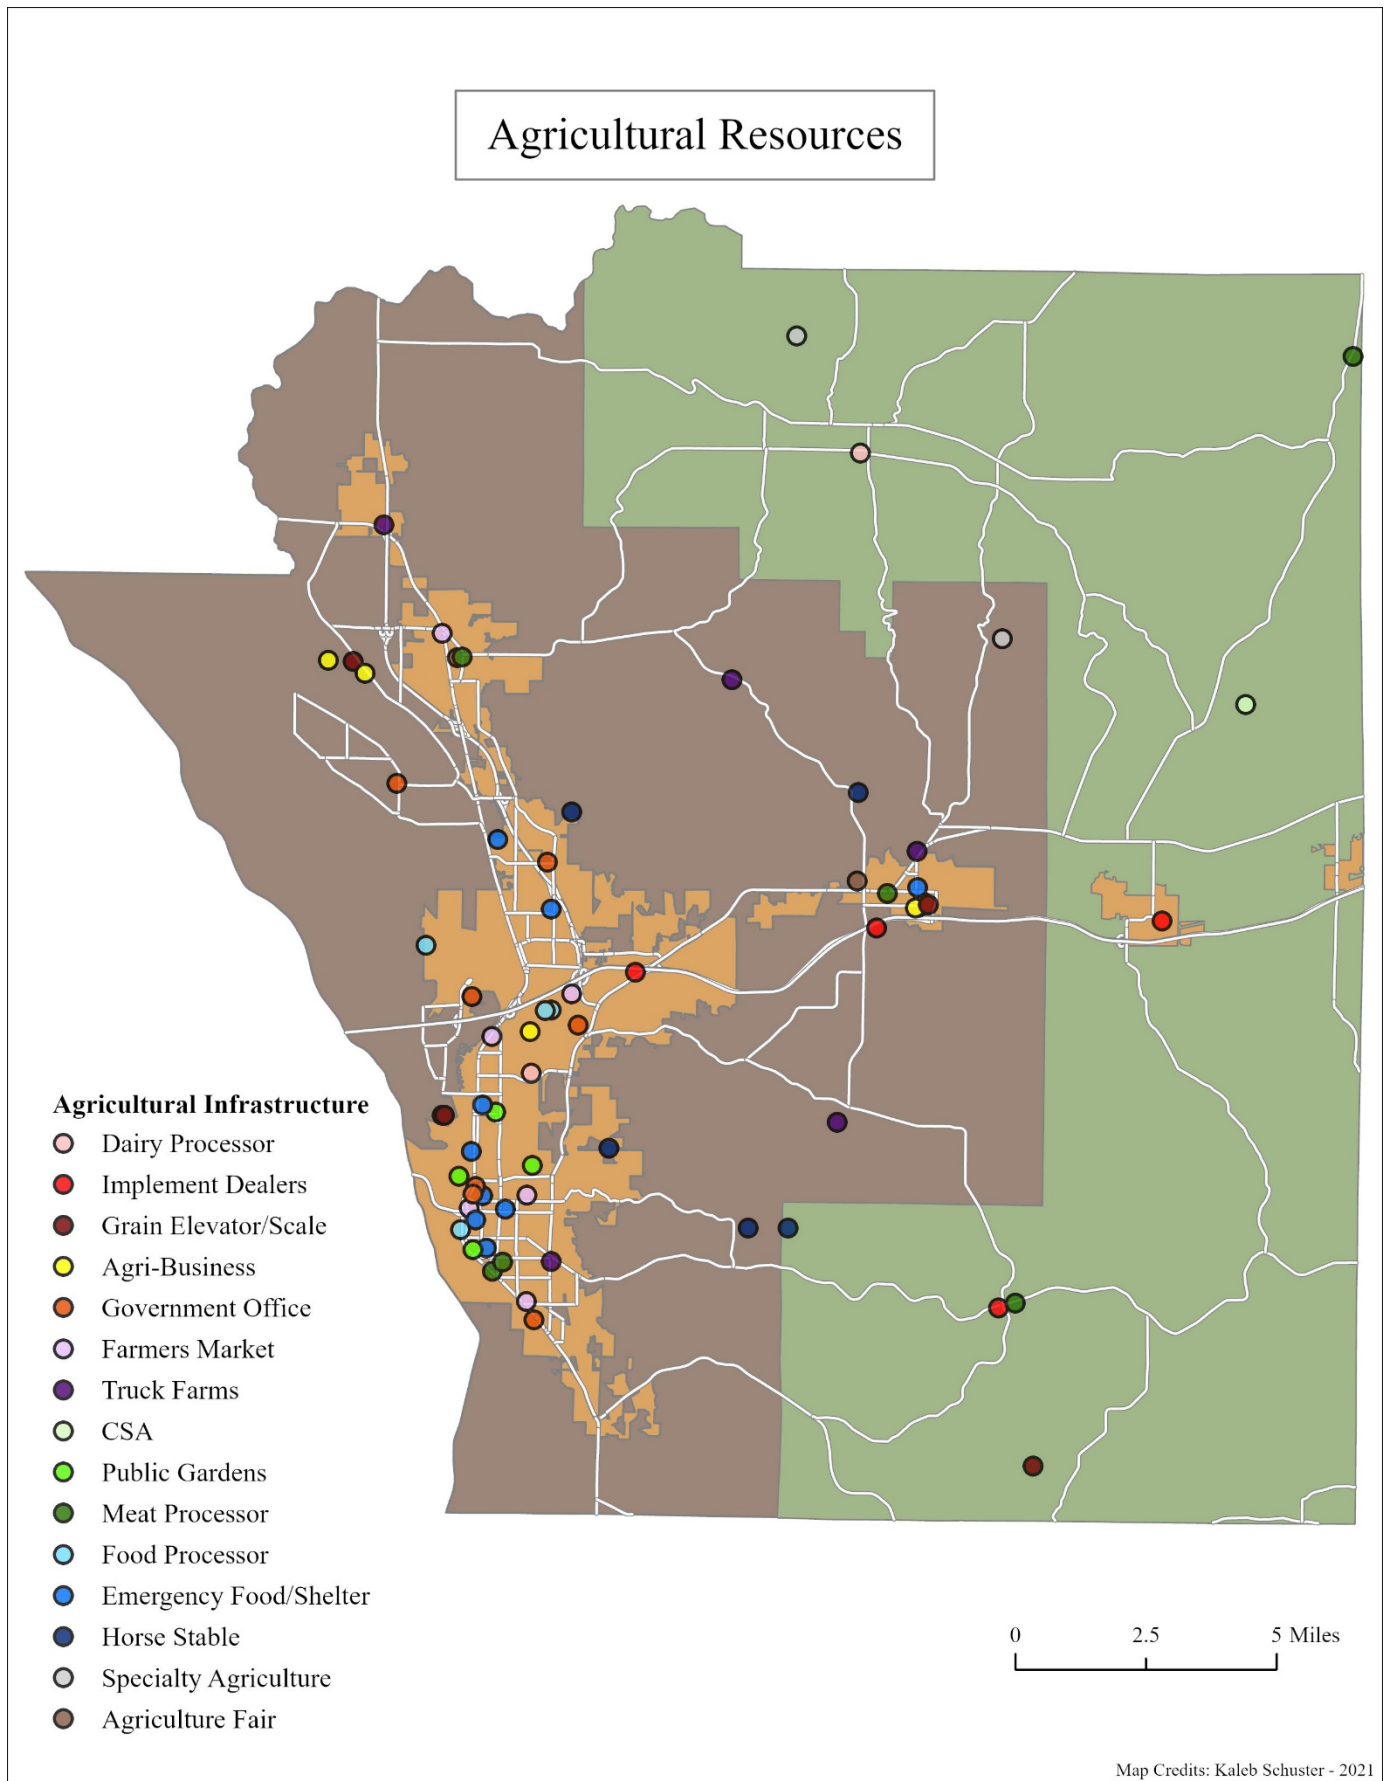 Agricultural Resources
Agricultural Infrastructure
Dairy Processor
Implement Dealers
Grain Elevator/Scale
Agri-Business
Government Office
Farmers Market
Truck Farms
CSA
Public Gardens
Meat Processor
Food Processor
Emergency Food/Shelter
Horse Stable
Specialty Agriculture
Agriculture Fair
0 2.5 5 Miles
Map Credits: Kaleb Schuster - 2021